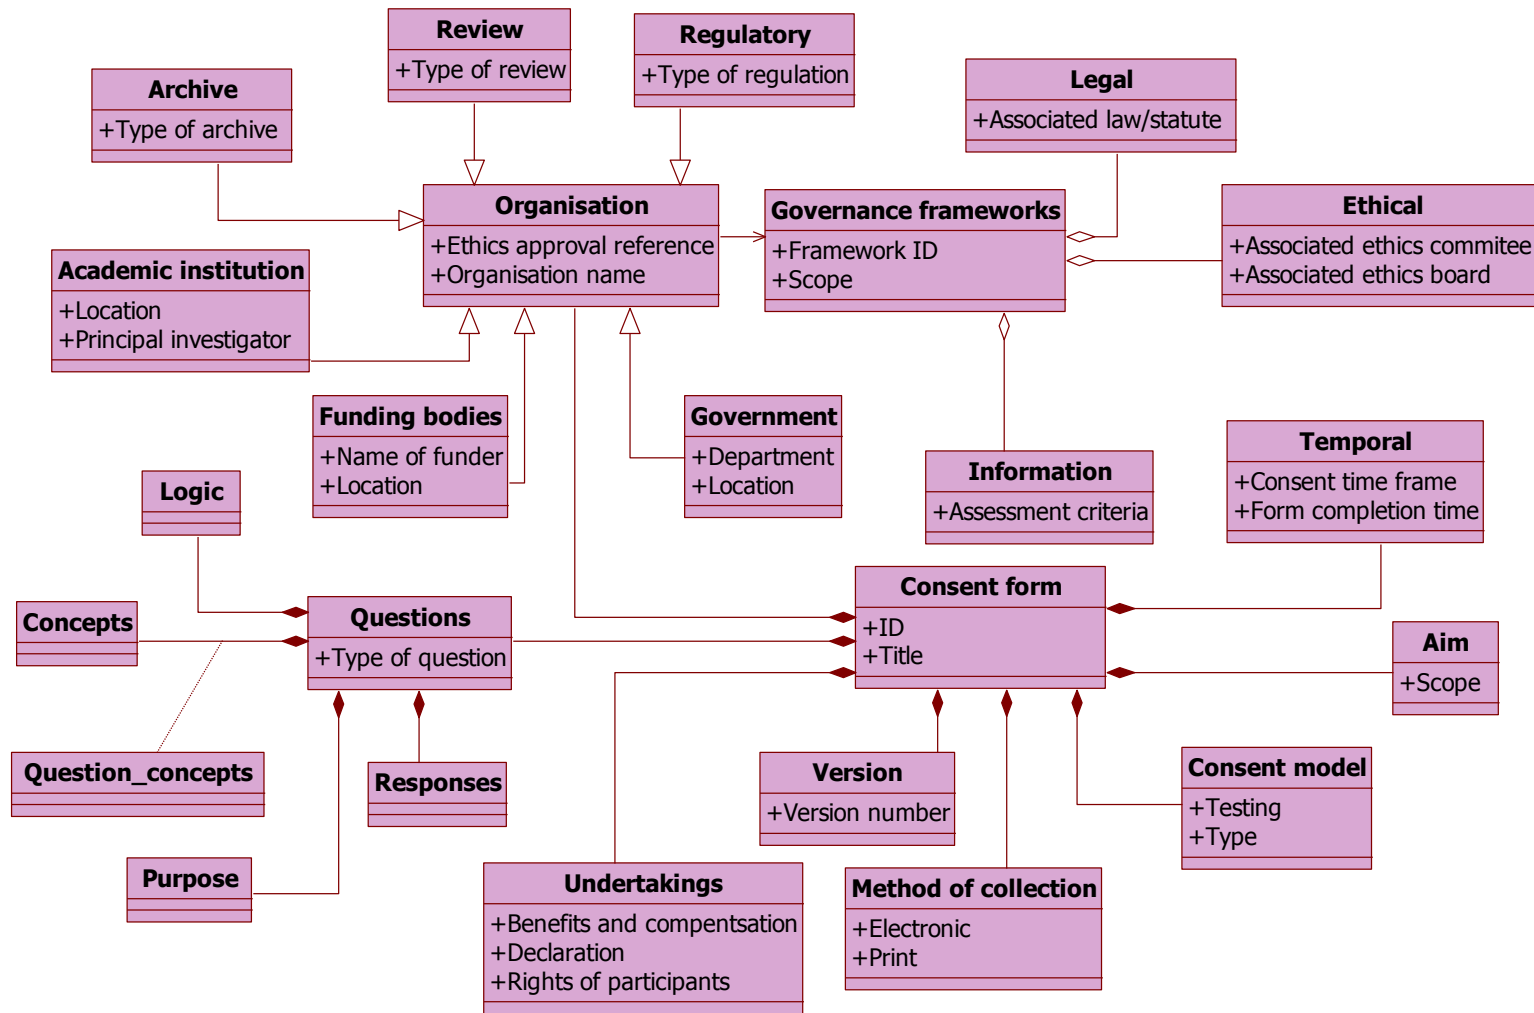 Review
+Type of review
Regulatory
+Type of regulation
Legal
+Associated law/statute
Archive
+Type of archive
Organisation
+Ethics approval reference
+Organisation name
Governance frameworks
+Framework ID
+Scope
Ethical
+Associated ethics commitee
+Associated ethics board
Academic institution
+Location
+Principal investigator
Funding bodies
+Name of funder
+Location
Government
+Department
+Location
Information
+Assessment criteria
Temporal
+Consent time frame
+Form completion time
Logic
Concepts
Questions
+Type of question
Consent form
+ID
+Title
Aim
+Scope
Question_concepts
Responses
Version
+Version number
Consent model
+Testing
+Type
Purpose
Undertakings
+Benefits and compentsation
+Declaration
+Rights of participants
Method of collection
+Electronic
+Print